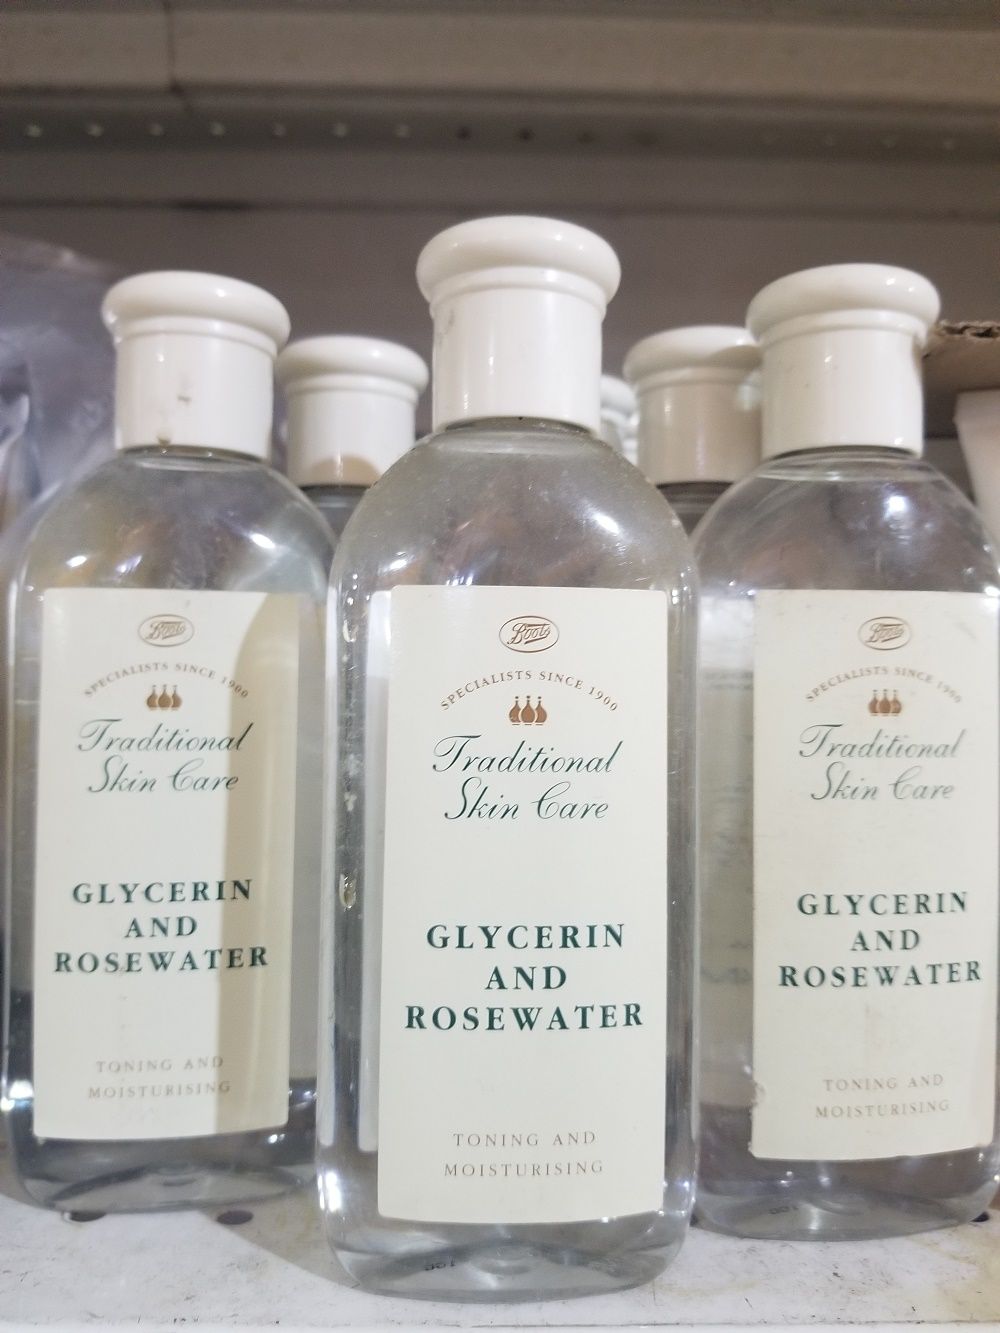 Boots
SPECIALISTS SINCE 1900
Traditional
Skin Care
GLYCERIN
AND
ROSEWATER
TONING AND
MOISTURISING
Boots
SPECIALISTS SINCE 1900
Traditional
Skin Care
GLYCERIN
AND
ROSEWATER
TONING AND
MOISTURISING
Boots
SPECIALISTS SINCE 1900
Traditional
Skin Care
GLYCERIN
AND
ROSEWATER
TONING AND
MOISTURISING